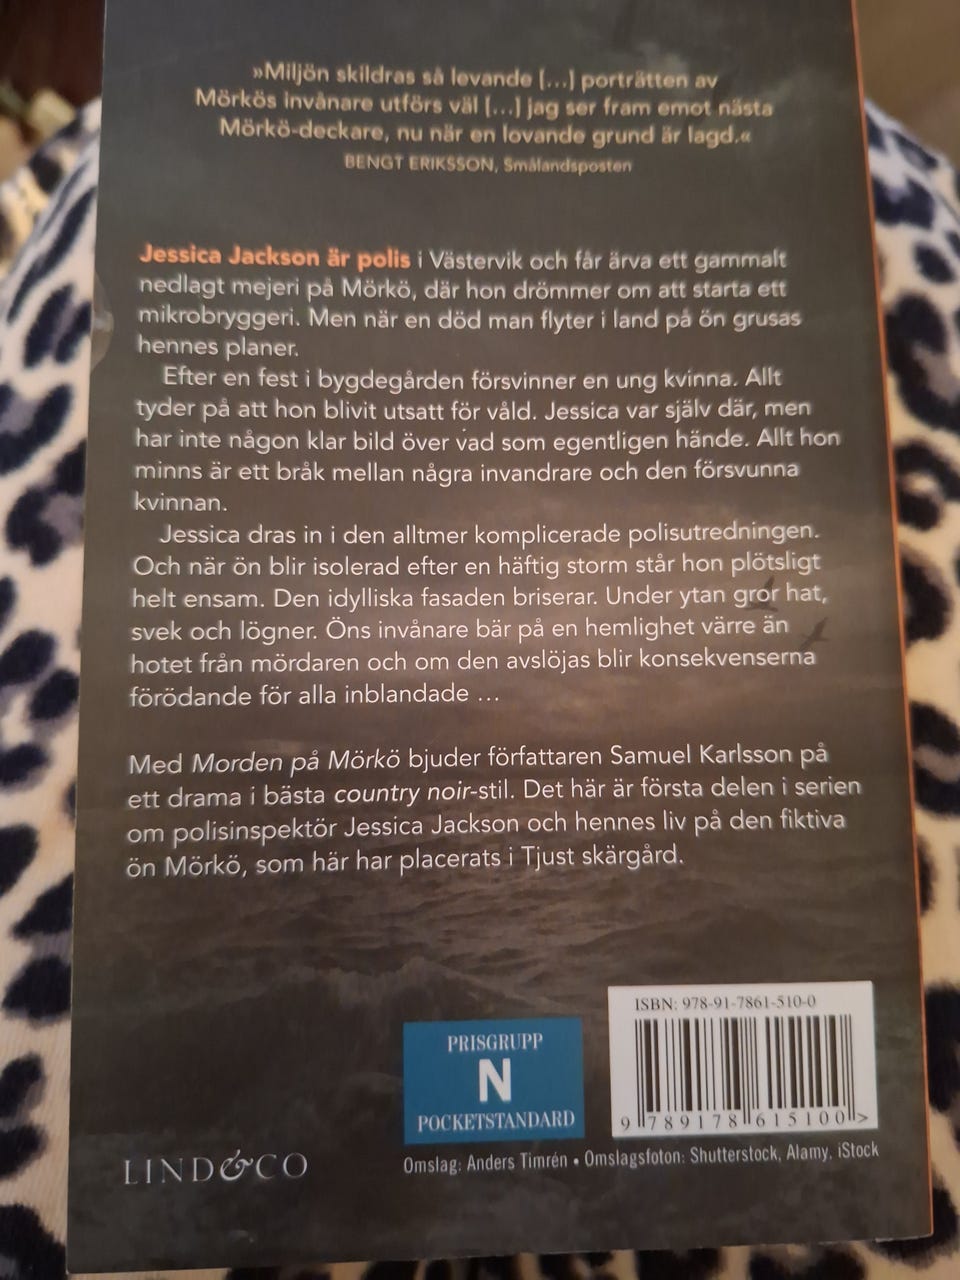 »Miljön skildras så levande [...] porträtten av
Mörkös invånare utförs väl [...] jag ser fram emot nästa
Mörkö-deckare, nu när en lovande grund är lagd.«
BENGT ERIKSSON, Smålandsposten
Jessica Jackson är polis i Västervik och får ärva ett gammalt
nedlagt mejeri på Mörkö, där hon drömmer om att starta ett
mikrobryggeri. Men när en död man flyter i land på ön grusas
hennes planer.
Efter en fest i bygdegården försvinner en ung kvinna. Allt
tyder på att hon blivit utsatt för våld. Jessica var själv där, men
har inte någon klar bild över vad som egentligen hände. Allt hon
minns är ett bråk mellan några invandrare och den försvunna
kvinnan.
Jessica dras in i den alltmer komplicerade polisutredningen.
Och när ön blir isolerad efter en häftig storm står hon plötsligt
helt ensam. Den idylliska fasaden briserar. Under ytan gror hat,
svek och lögner. Öns invånare bär på en hemlighet värre än
hotet från mördaren och om den avslöjas blir konsekvenserna
förödande för alla inblandade ...
Med Morden på Mörkö bjuder författaren Samuel Karlsson på
ett drama i bästa country noir-stil. Det här är första delen i serien
om polisinspektör Jessica Jackson och hennes liv på den fiktiva
ön Mörkö, som här har placerats i Tjust skärgård.
ISBN: 978-91-7861-510-0
9 789178 615100 >
PRISGRUPP
N
POCKETSTANDARD
LIND&CO
Omslag: Anders Timrén • Omslagsfoton: Shutterstock, Alamy, iStock